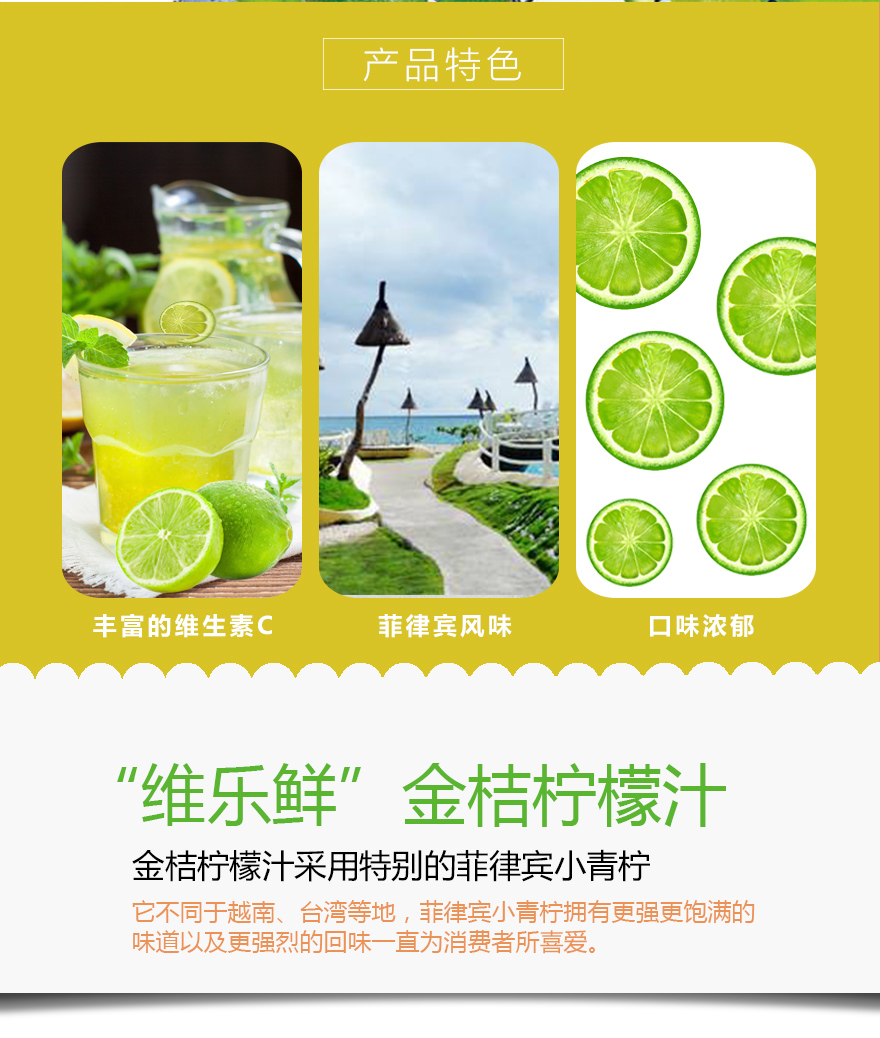 产品特色
丰富的维生素C
菲律宾风味
口味浓郁
“维乐鲜”金桔柠檬汁
金桔柠檬汁采用特别的菲律宾小青柠
它不同于越南、台湾等地，菲律宾小青柠拥有更强更饱满的
味道以及更强烈的回味一直为消费者所喜爱。